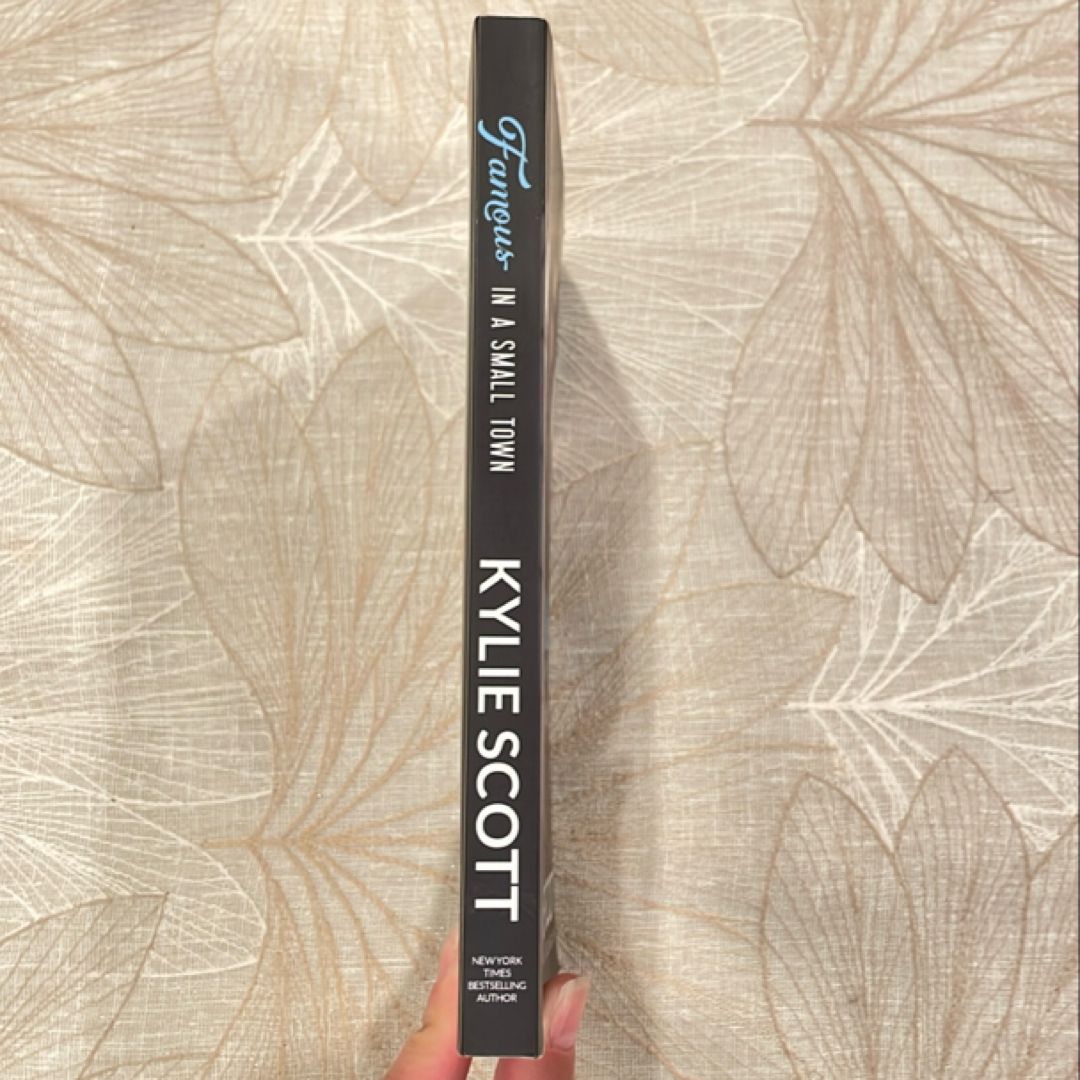 Famous IN A SMALL TOWN
KYLIE SCOTT
NEW YORK
TIMES
BESTSELLING
AUTHOR